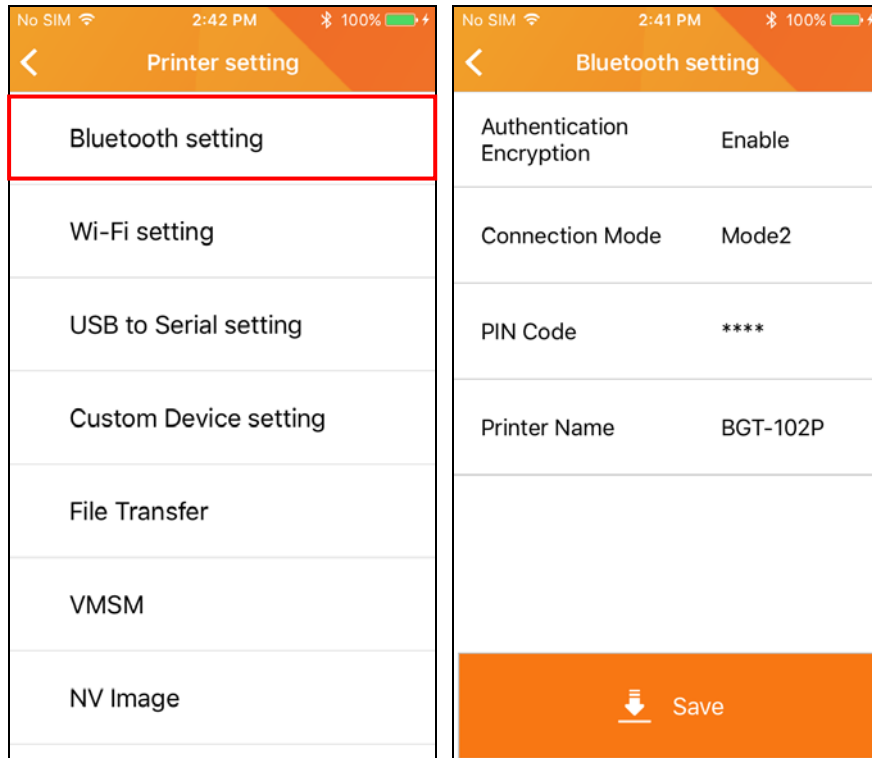 No SIM 2:42 PM 100%
Printer setting
Bluetooth setting
Wi-Fi setting
USB to Serial setting
Custom Device setting
File Transfer
VMSM
NV Image
No SIM 2:41 PM 100%
Bluetooth setting
Authentication
Encryption
Enable
Connection Mode Mode2
PIN Code ****
Printer Name BGT-102P
Save